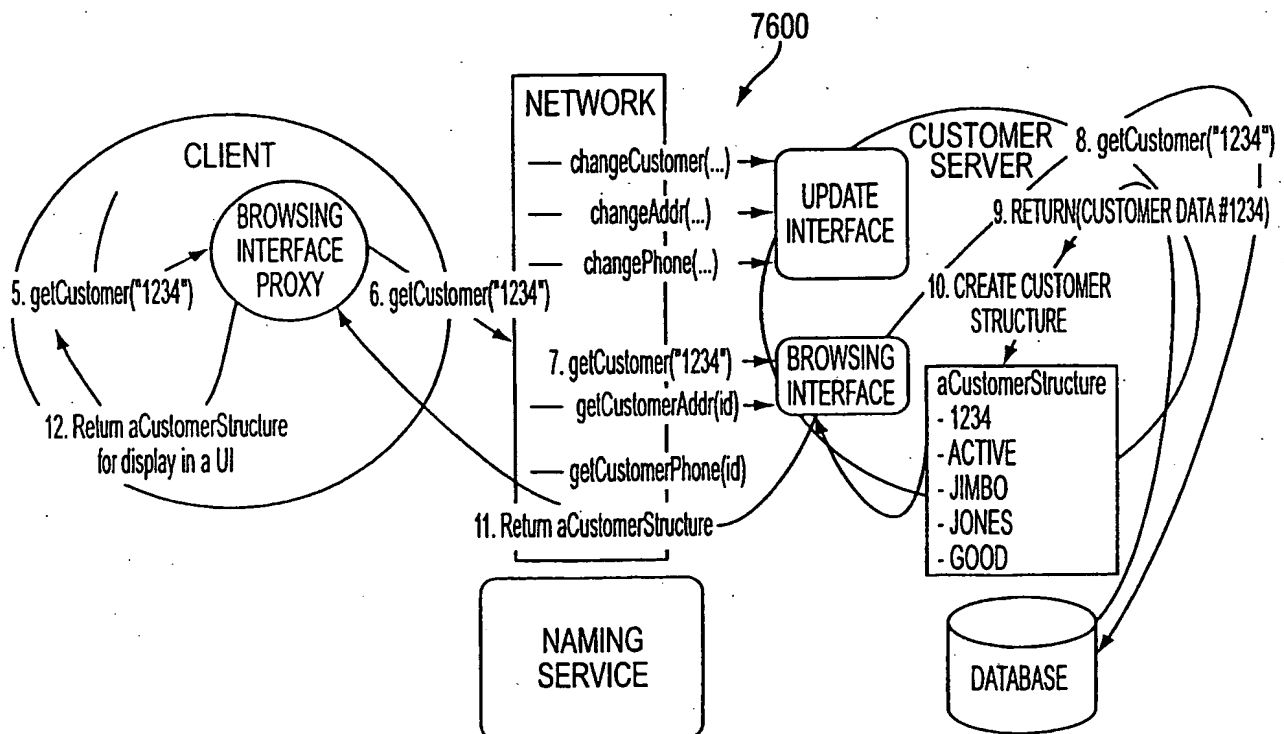 7600
NETWORK
CLIENT
CUSTOMER
SERVER
8. getCustomer("1234")
changeCustomer(...)
UPDATE
INTERFACE
9. RETURN(CUSTOMER DATA #1234)
BROWSING
INTERFACE
PROXY
changeAddr(...)
changePhone(...)
5. getCustomer("1234")
6. getCustomer("1234")
10. CREATE CUSTOMER
STRUCTURE
7. getCustomer("1234")
BROWSING
INTERFACE
getCustomerAddr(id)
aCustomerStructure
- 1234
- ACTIVE
- JIMBO
- JONES
- GOOD
12. Return aCustomerStructure
for display in a UI
getCustomerPhone(id)
11. Return aCustomerStructure
NAMING
SERVICE
DATABASE